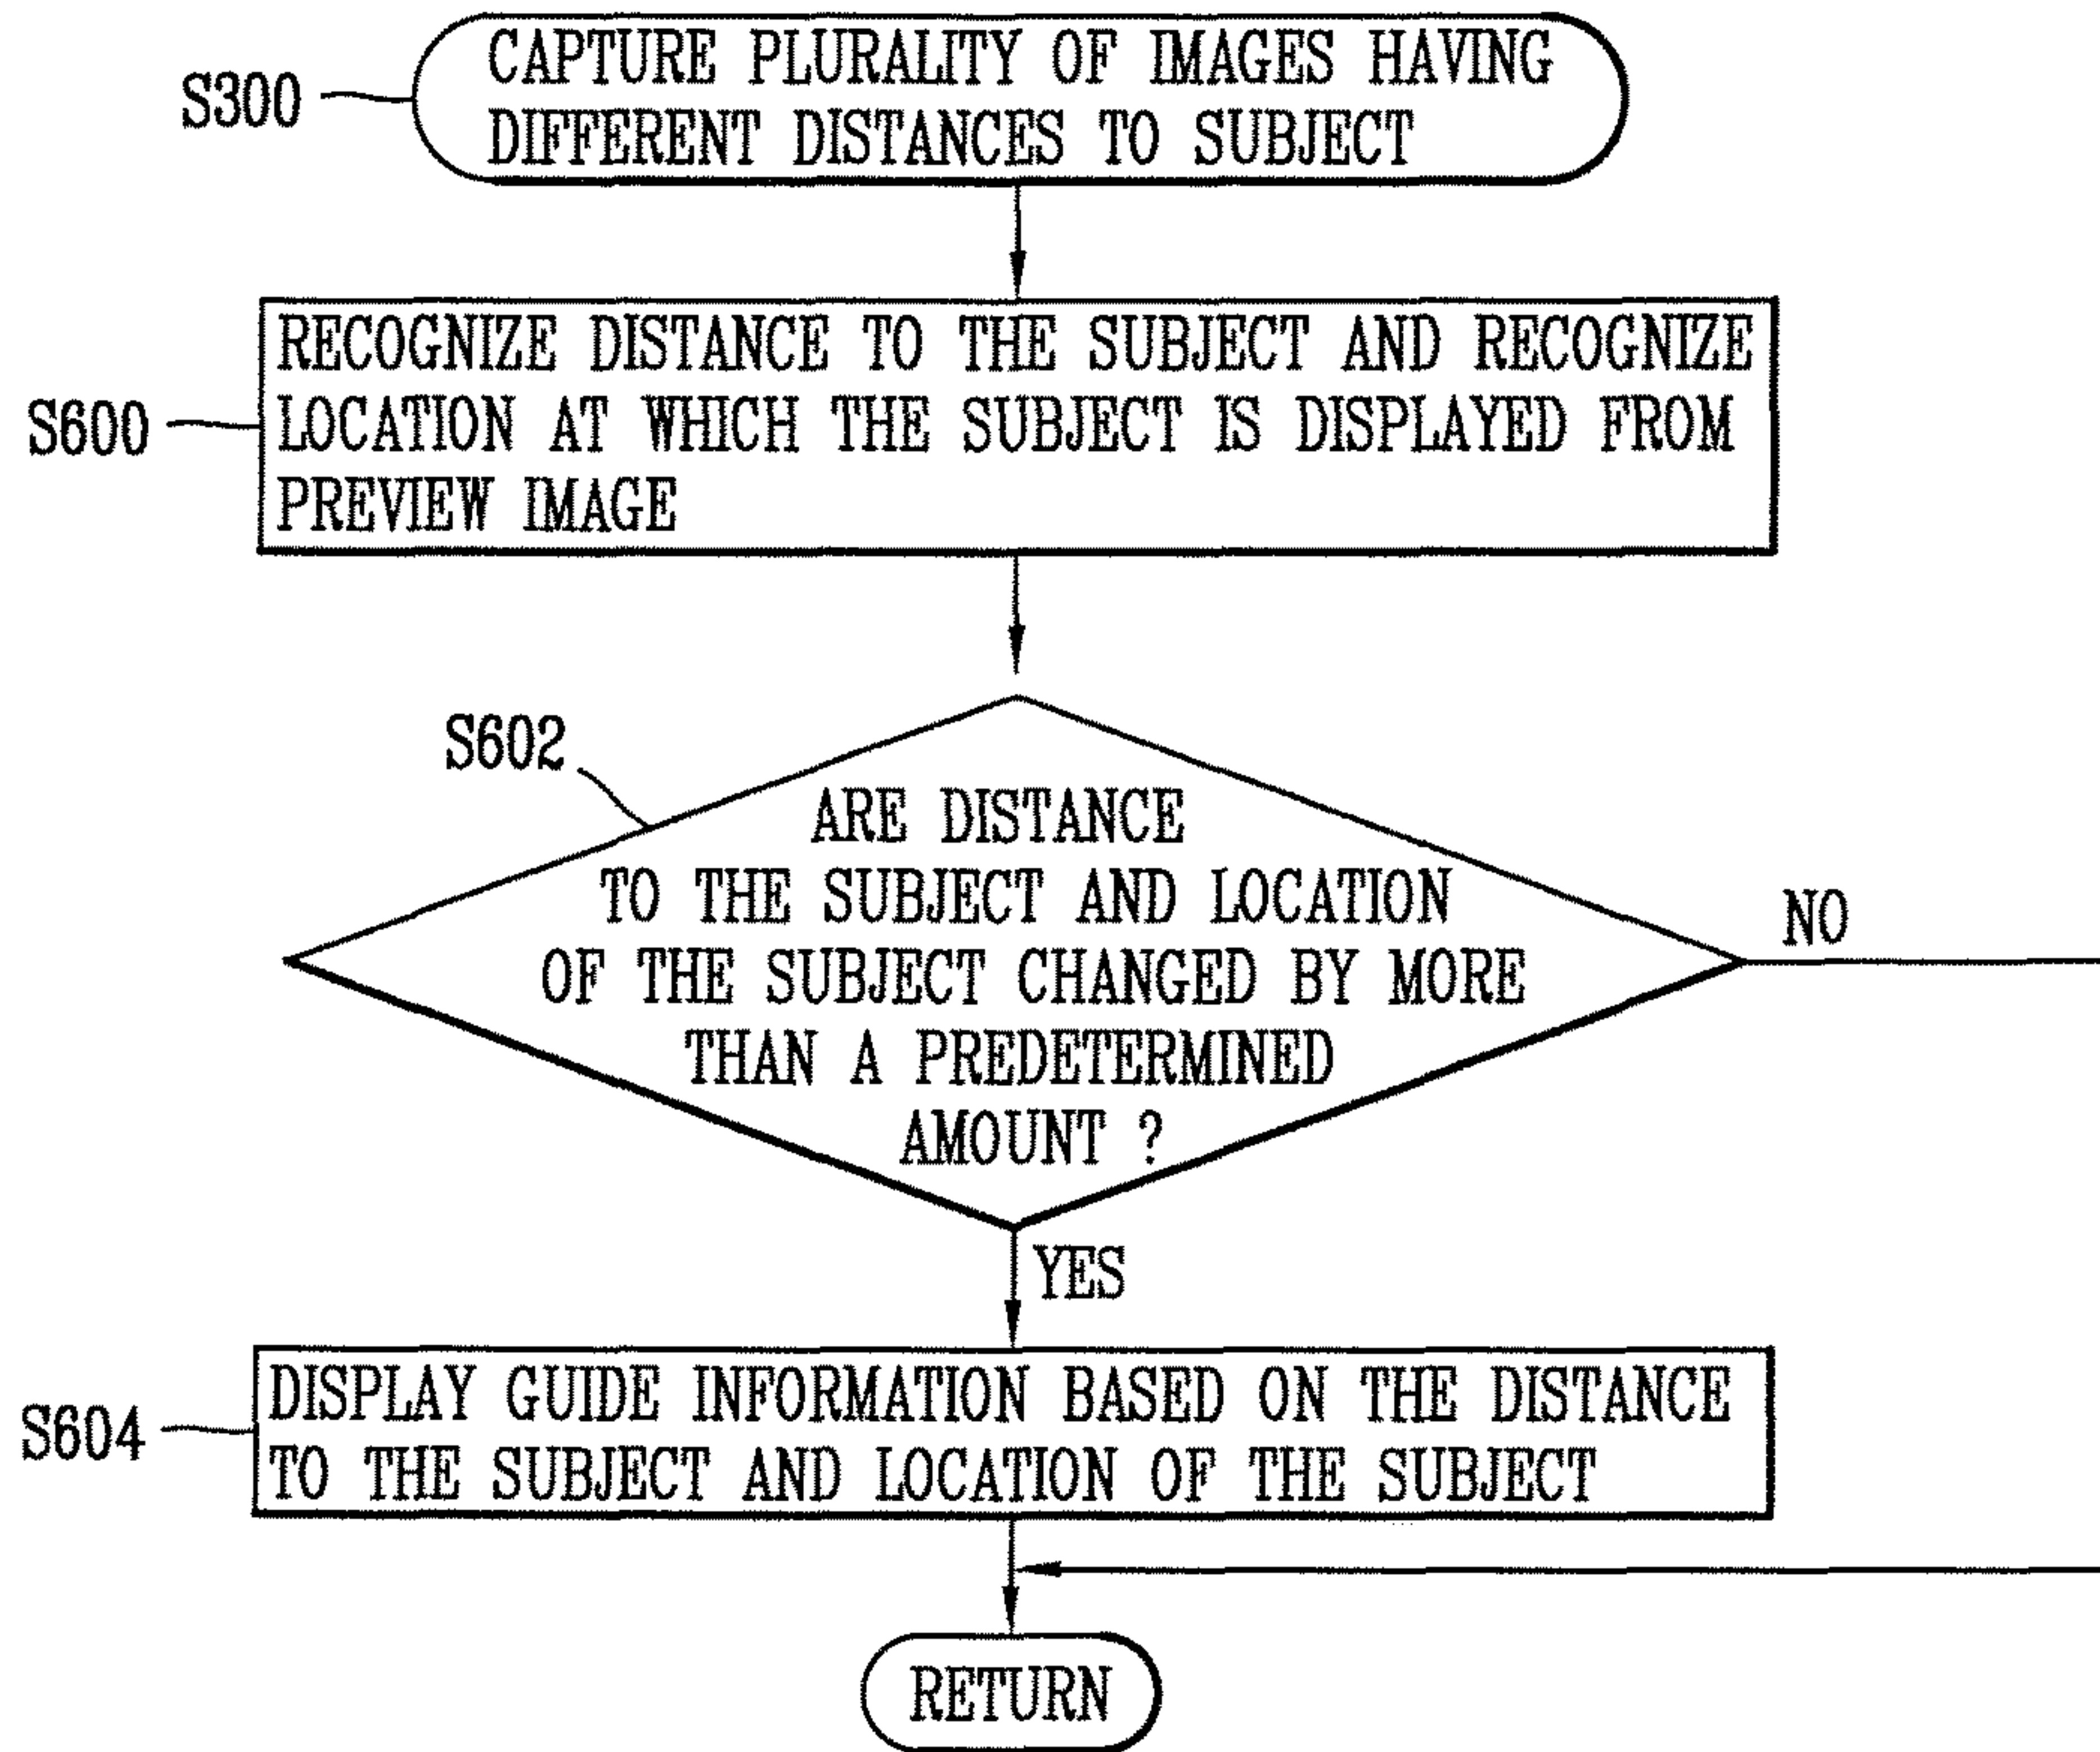 S300
CAPTURE PLURALITY OF IMAGES HAVING
DIFFERENT DISTANCES TO SUBJECT
S600
RECOGNIZE DISTANCE TO THE SUBJECT AND RECOGNIZE
LOCATION AT WHICH THE SUBJECT IS DISPLAYED FROM
PREVIEW IMAGE
S602
ARE DISTANCE
TO THE SUBJECT AND LOCATION
OF THE SUBJECT CHANGED BY MORE
THAN A PREDETERMINED
AMOUNT ?
NO
YES
S604
DISPLAY GUIDE INFORMATION BASED ON THE DISTANCE
TO THE SUBJECT AND LOCATION OF THE SUBJECT
RETURN